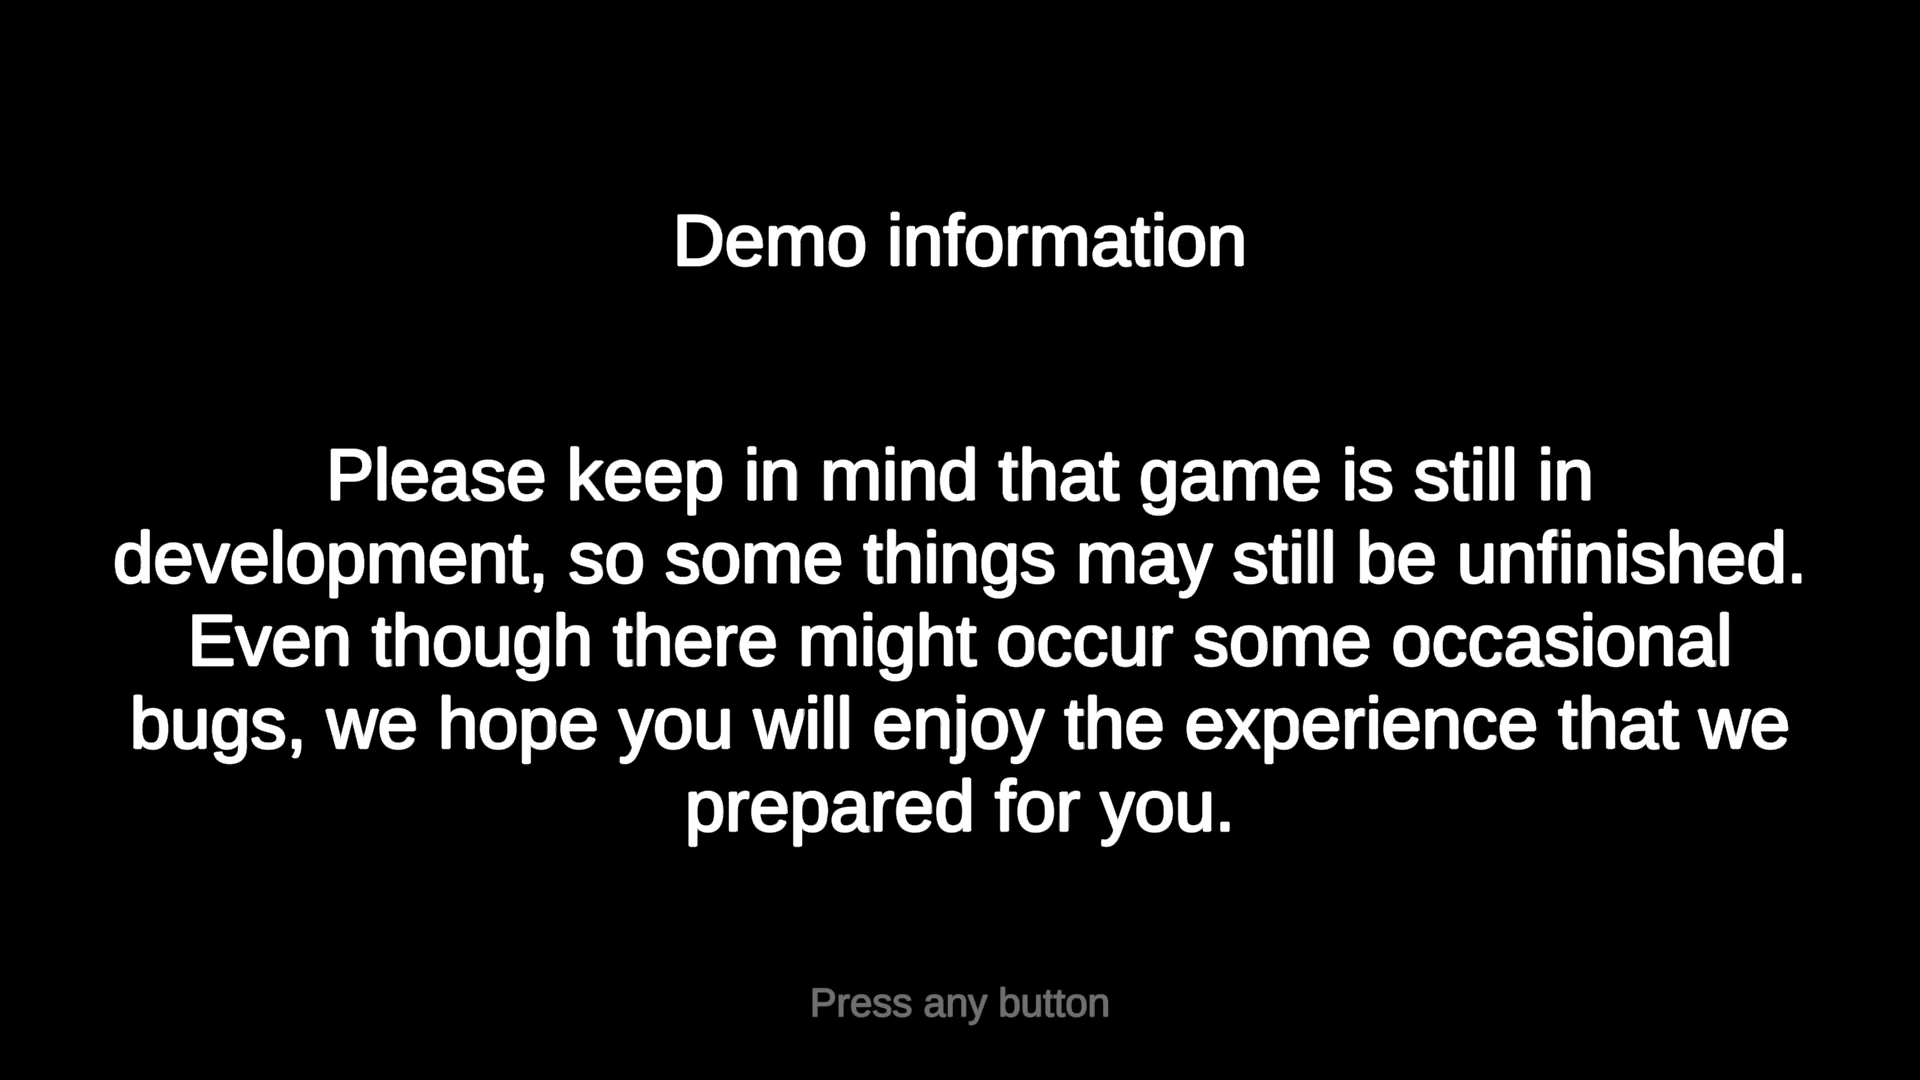 Demo information
Please keep in mind that game is still in
development, so some things may still be unfinished.
Even though there might occur some occasional
bugs, we hope you will enjoy the experience that we
prepared for you.
Press any button